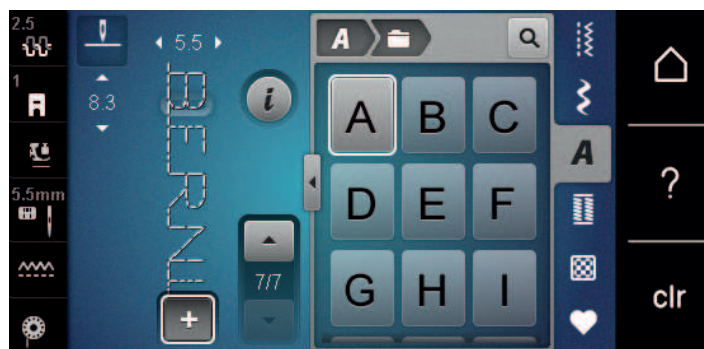 2.5
1
5.5mm
5.5
8.3
BERNI
i
7/7
+
A
A B C
D E F
G H I
A
?
clr